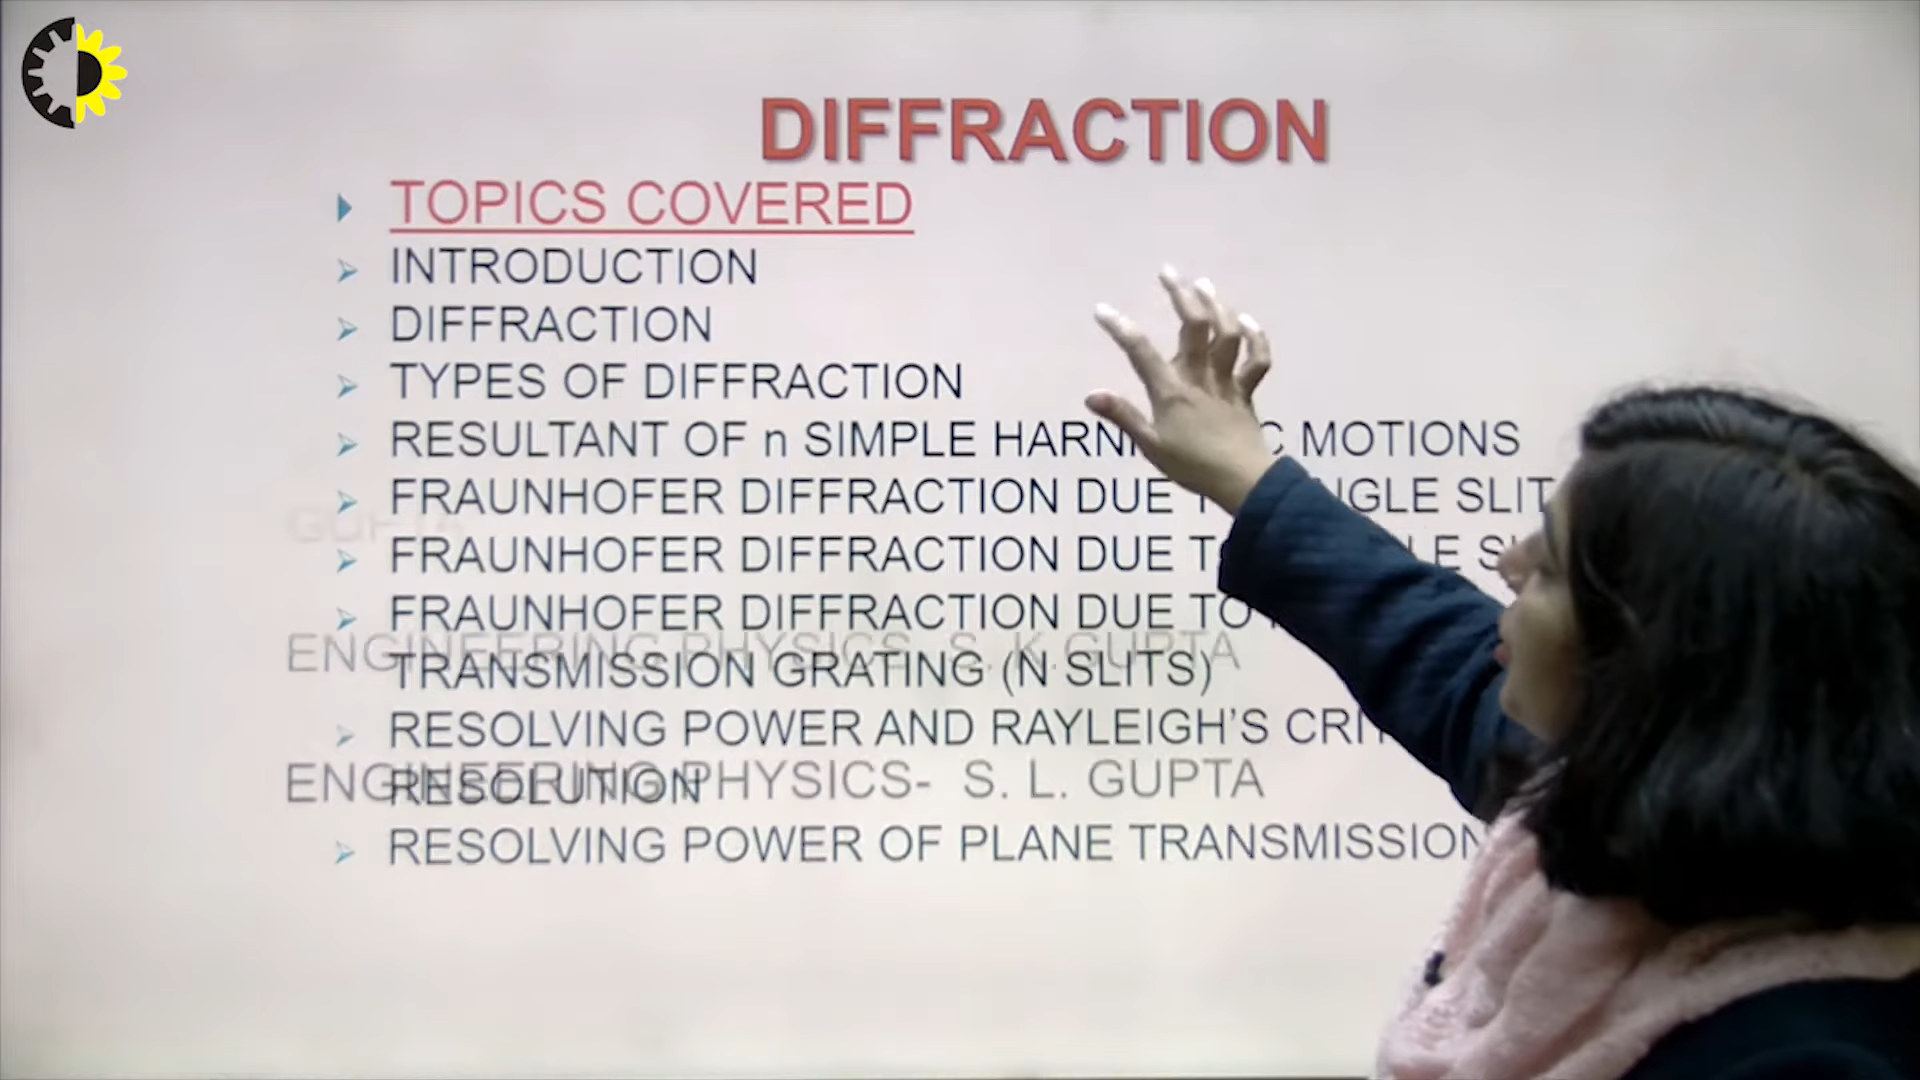 DIFFRACTION
TOPICS COVERED
INTRODUCTION
DIFFRACTION
TYPES OF DIFFRACTION
RESULTANT OF n SIMPLE MOTIONS
FRAUNHOFER DIFFRACTION DUE SLIT
GUPTA
FRAUNHOFER DIFFRACTION DUE TO
FRAUNHOFER DIFFRACTION DUE TO
ENGINEERING PHYSICS- S. K.GUPTA
TRANSMISSION GRATING (N SLITS)
RESOLVING POWER AND RAYLEIGH'S
ENGINEERING PHYSICS- S. L. GUPTA
RESOLUTION
RESOLVING POWER OF PLANE TRANSMISSION